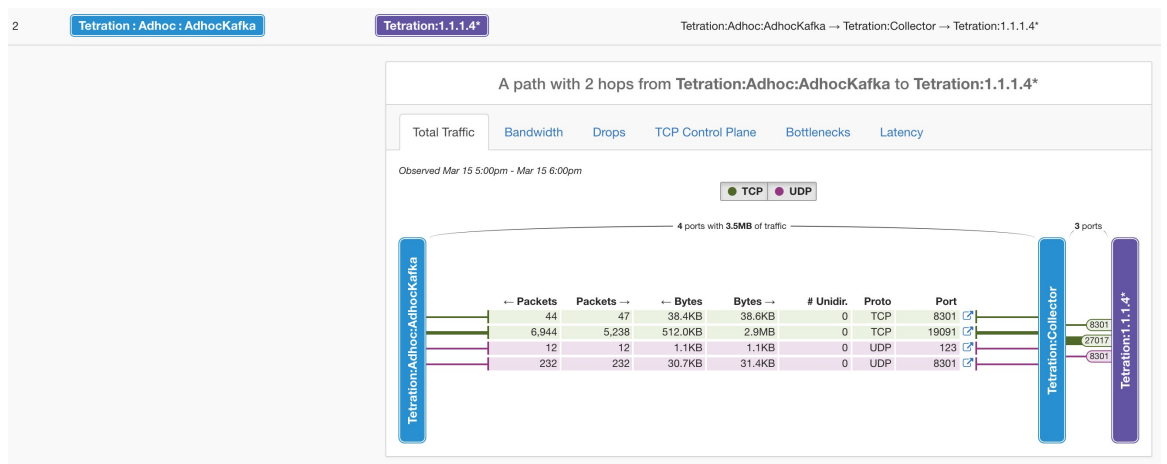 2 Tetration : Adhoc : AdhocKafka Tetration:1.1.1.4* Tetration:Adhoc:AdhocKafka → Tetration:Collector → Tetration:1.1.1.4*
A path with 2 hops from Tetration:Adhoc:AdhocKafka to Tetration:1.1.1.4*
Total Traffic Bandwidth Drops TCP Control Plane Bottlenecks Latency
Observed Mar 15 5:00pm - Mar 15 6:00pm
TCP UDP
4 ports with 3.5MB of traffic 3 ports
Tetration:Adhoc:AdhocKafka
← Packets Packets → ← Bytes Bytes → # Unidir. Proto Port
44 47 38.4KB 38.6KB 0 TCP 8301
6,944 5,238 512.0KB 2.9MB 0 TCP 19091
12 12 1.1KB 1.1KB 0 UDP 123
232 232 30.7KB 31.4KB 0 UDP 8301
Tetration:Collector
8301
27017
8301
Tetration:1.1.1.4*